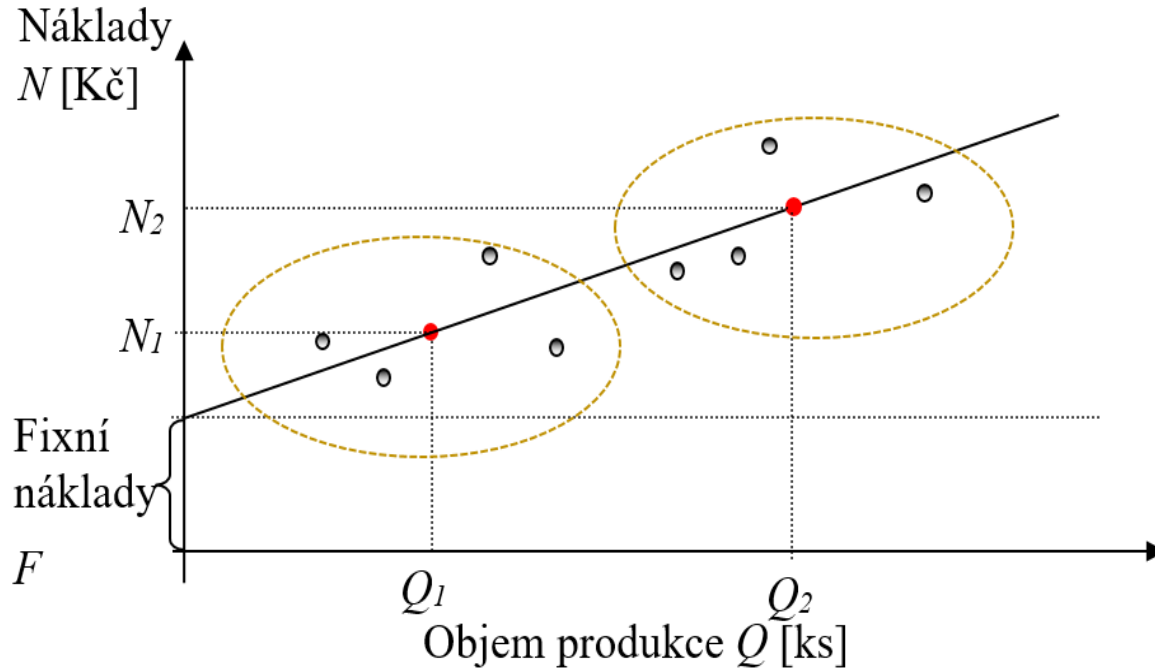 Náklady
N [Kč]
N2
N1
Fixní
náklady
F
Q1
Q2
Objem produkce Q [ks]